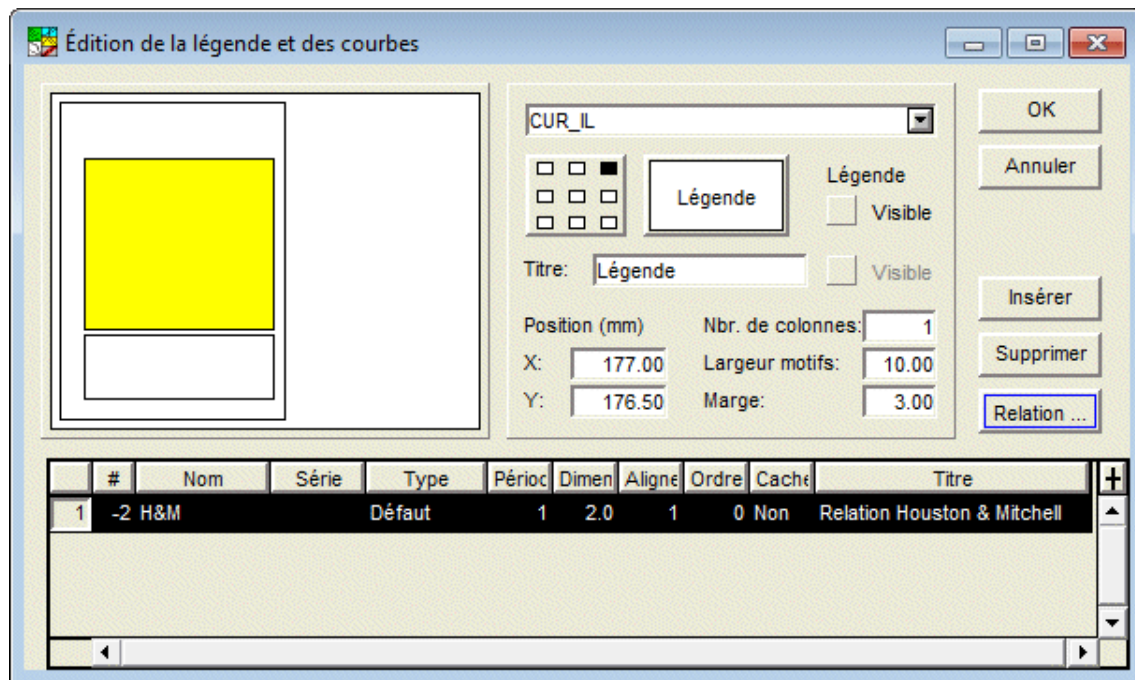 Édition de la légende et des courbes
CUR_IL
OK
Annuler
Légende
Légende
Visible
Titre: Légende
Visible
Insérer
Position (mm) Nbr. de colonnes: 1
X: 177.00 Largeur motifs: 10.00
Supprimer
Y: 176.50 Marge: 3.00
Relation ...
# Nom Série Type Périoc Dimen Aligne Ordre Cache Titre
1 -2 H&M Défaut 1 2.0 1 0 Non Relation Houston & Mitchell